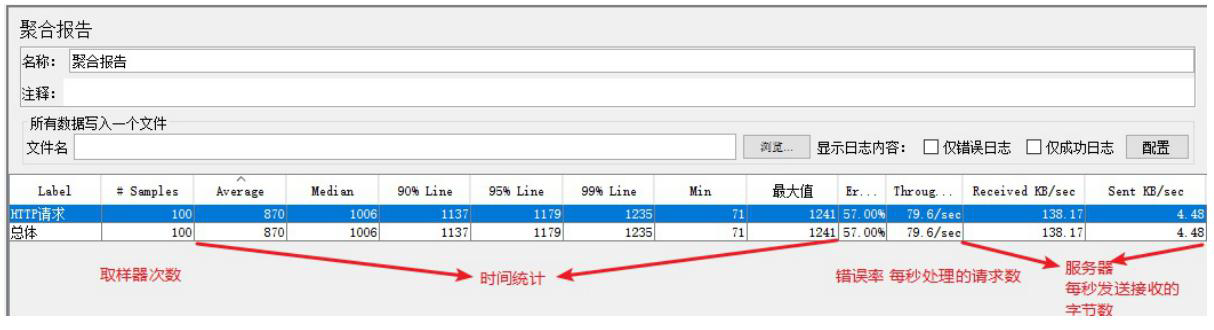 聚合报告
名称： 聚合报告
注释：
所有数据写入一个文件
文件名 浏览... 显示日志内容： 仅错误日志 仅成功日志 配置
Label # Samples Average Median 90% Line 95% Line 99% Line Min 最大值 Er... Throug... Received KB/sec Sent KB/sec
HTTP请求 100 870 1006 1137 1179 1235 71 1241 57.00% 79.6/sec 138.17 4.48
总体 100 870 1006 1137 1179 1235 71 1241 57.00% 79.6/sec 138.17 4.48
取样器次数 时间统计 错误率 每秒处理的请求数 服务器
每秒发送接收的
字节数